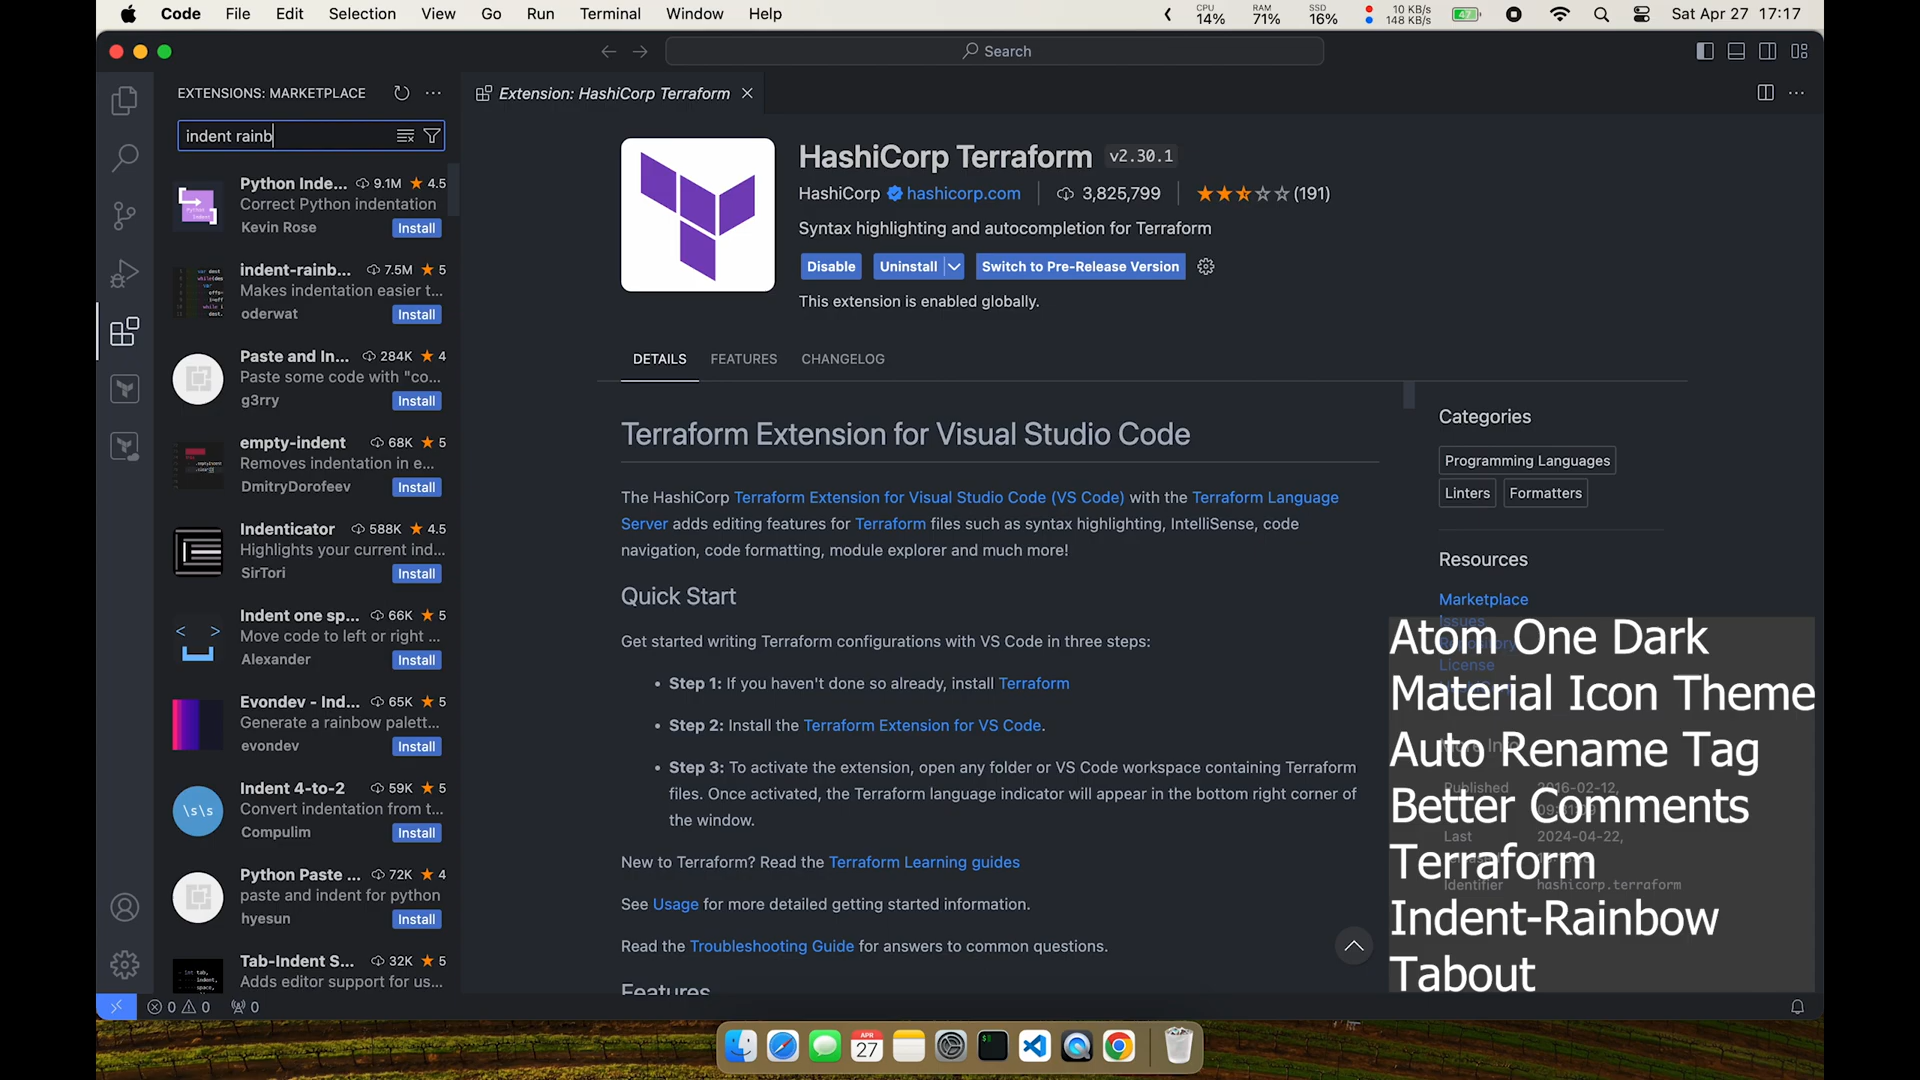 Code File Edit Selection View Go Run Terminal Window Help
CPU 14% RAM 71% SSD 16% 10 KB/s 148 KB/s 47 Sat Apr 27 17:17
Search
EXTENSIONS: MARKETPLACE
Extension: HashiCorp Terraform
indent rainb
Python Inde... 9.1M 4.5
Correct Python indentation
Kevin Rose Install
indent-rainb... 7.5M 5
Makes indentation easier t...
oderwat Install
Paste and In... 284K 4
Paste some code with "co...
g3rry Install
empty-indent 68K 5
Removes indentation in e...
DmitryDorofeev Install
Indenticator 588K 4.5
Highlights your current ind...
SirTori Install
Indent one sp... 66K 5
Move code to left or right ...
Alexander Install
Evondev - Ind... 65K 5
Generate a rainbow palett...
evondev Install
Indent 4-to-2 59K 5
Convert indentation from t...
Compulim Install
Python Paste ... 72K 4
paste and indent for python
hyesun Install
Tab-Indent S... 32K 5
Adds editor support for us...
HashiCorp Terraform v2.30.1
HashiCorp hashicorp.com 3,825,799 (191)
Syntax highlighting and autocompletion for Terraform
Disable Uninstall Switch to Pre-Release Version
This extension is enabled globally.
DETAILS FEATURES CHANGELOG
Terraform Extension for Visual Studio Code
The HashiCorp Terraform Extension for Visual Studio Code (VS Code) with the Terraform Language
Server adds editing features for Terraform files such as syntax highlighting, IntelliSense, code
navigation, code formatting, module explorer and much more!
Quick Start
Get started writing Terraform configurations with VS Code in three steps:
• Step 1: If you haven't done so already, install Terraform
• Step 2: Install the Terraform Extension for VS Code.
• Step 3: To activate the extension, open any folder or VS Code workspace containing Terraform
files. Once activated, the Terraform language indicator will appear in the bottom right corner of
the window.
New to Terraform? Read the Terraform Learning guides
See Usage for more detailed getting started information.
Read the Troubleshooting Guide for answers to common questions.
Features
Categories
Programming Languages
Linters Formatters
Resources
Marketplace
Issues
Repository
License
Published 2016-02-12,
Last 2024-04-22,
Identifier hashicorp.terraform
Atom One Dark
Material Icon Theme
Auto Rename Tag
Better Comments
Terraform
Indent-Rainbow
Tabout
0 0 0
APR
27
\s\s